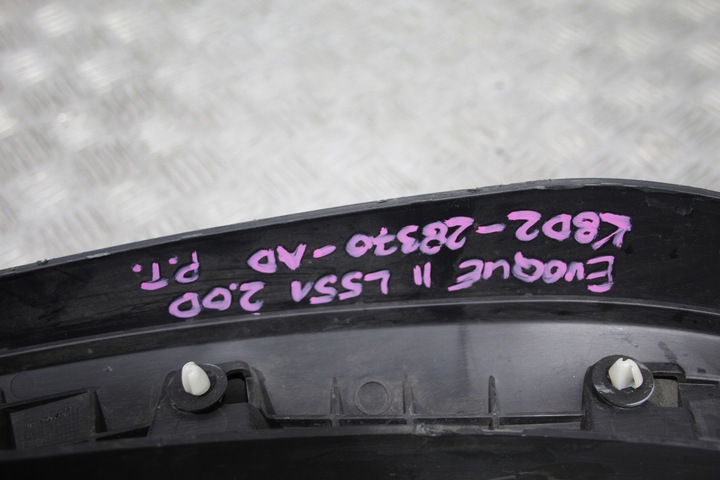 K8D2-28370-AD
EVOQUE II L551 2.0D
P.T.